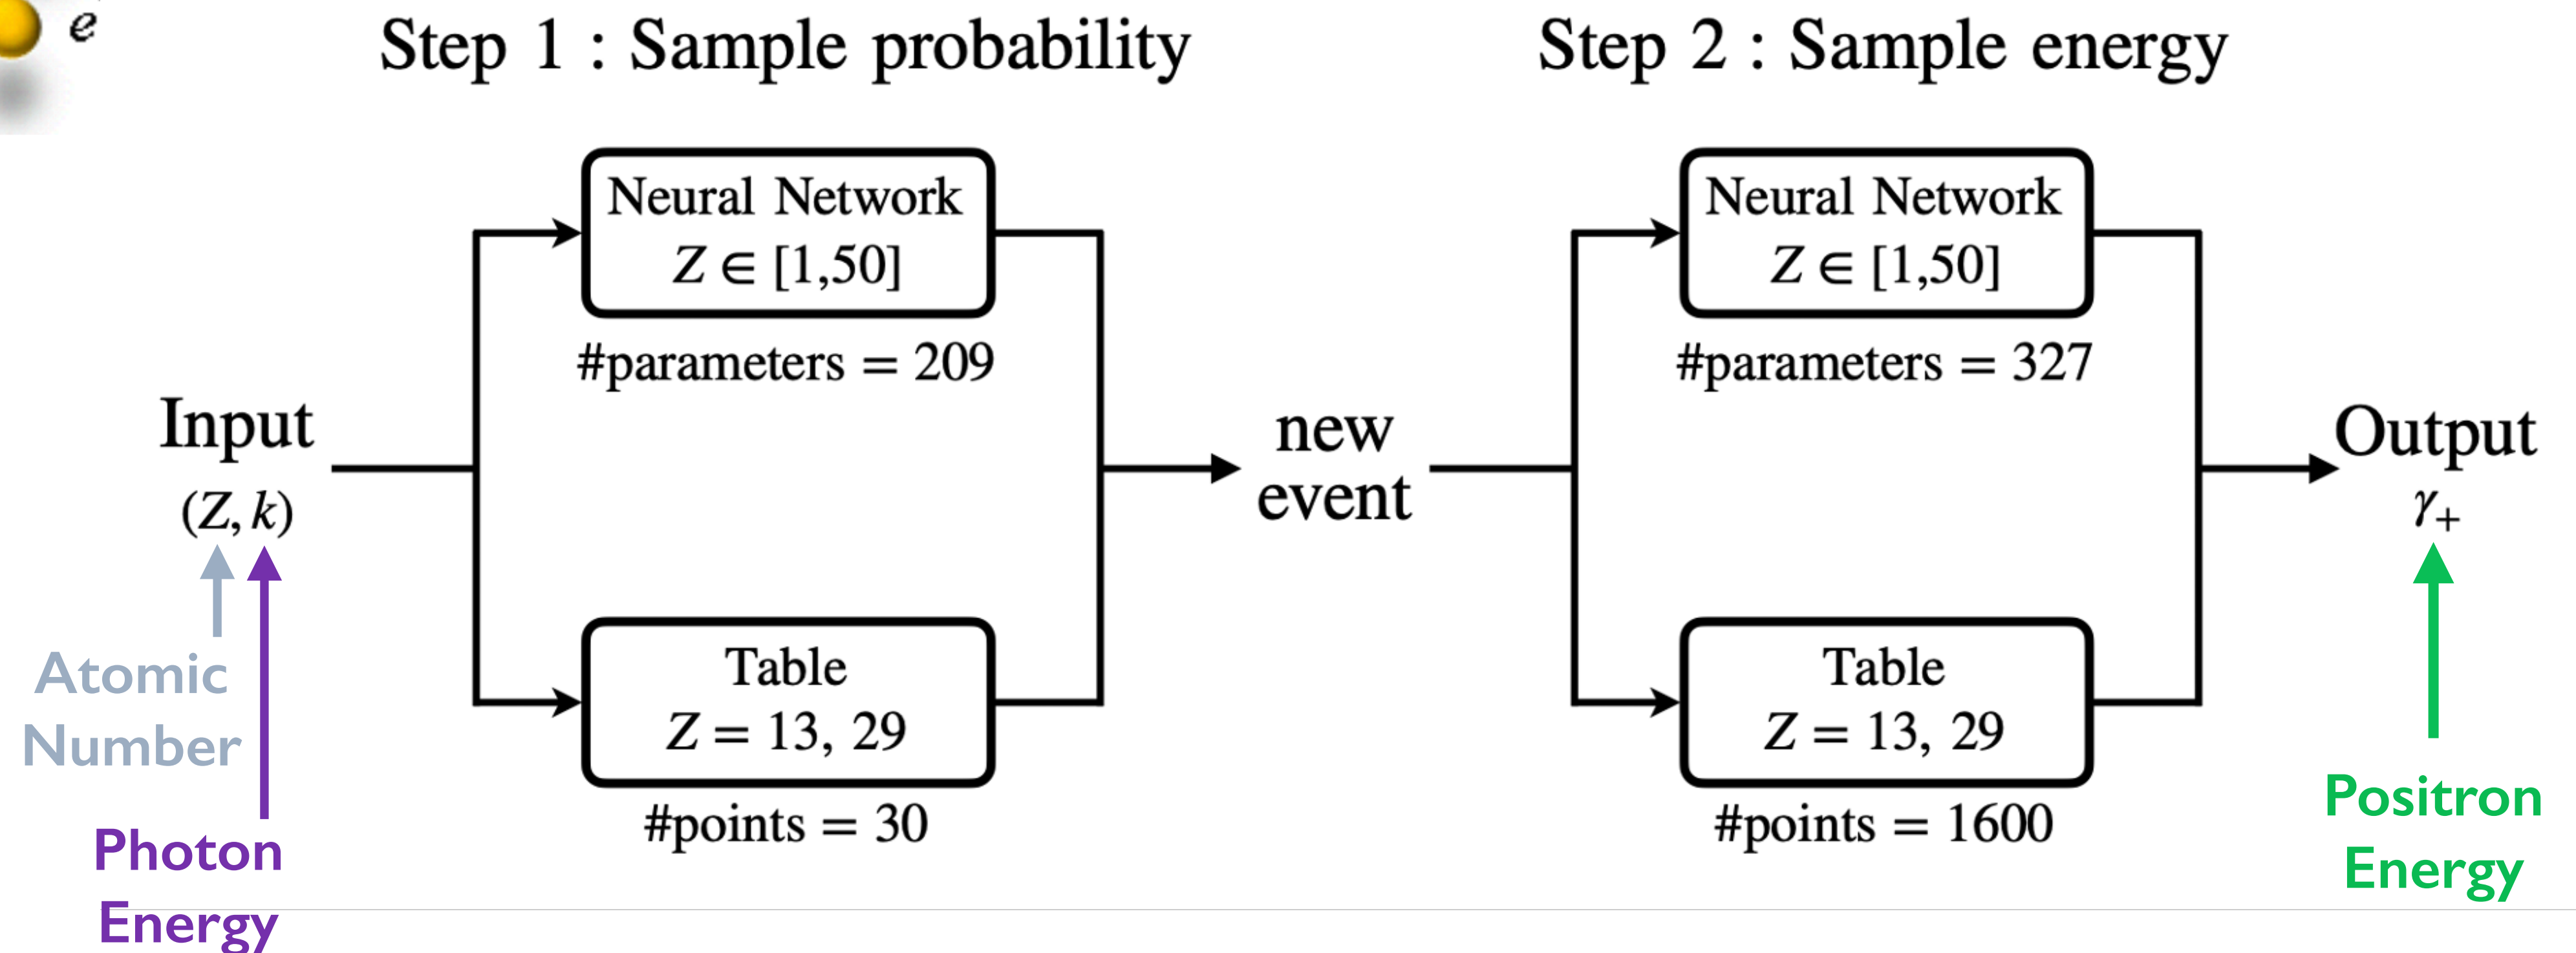 e
Step 1 : Sample probability
Step 2 : Sample energy
Neural Network
Z ∈ [1,50]
#parameters = 209
Neural Network
Z ∈ [1,50]
#parameters = 327
Input
(Z, k)
new
event
Output
γ₊
Atomic
Number
Photon
Energy
Table
Z = 13, 29
#points = 30
Table
Z = 13, 29
#points = 1600
Positron
Energy